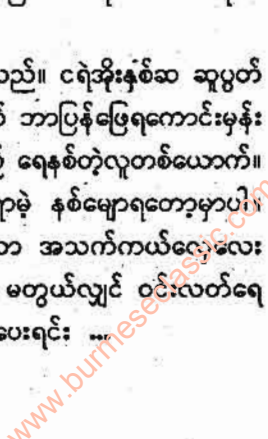 သည်။ ငရဲအိုးနှစ်ဆ ဆူပွတ်
ဘာပြန်ဖြေရကောင်းမှန်း
ရေနစ်တဲ့လူတစ်ယောက်။
ရာမဲ့ နစ်မျောရတော့မှာပါ။
အသက်ကယ်လှေလေး
မတွယ်လျှင် ဝင်းလတ်ရေ
ပေးရင်း ...
www.burmeseclassic.com